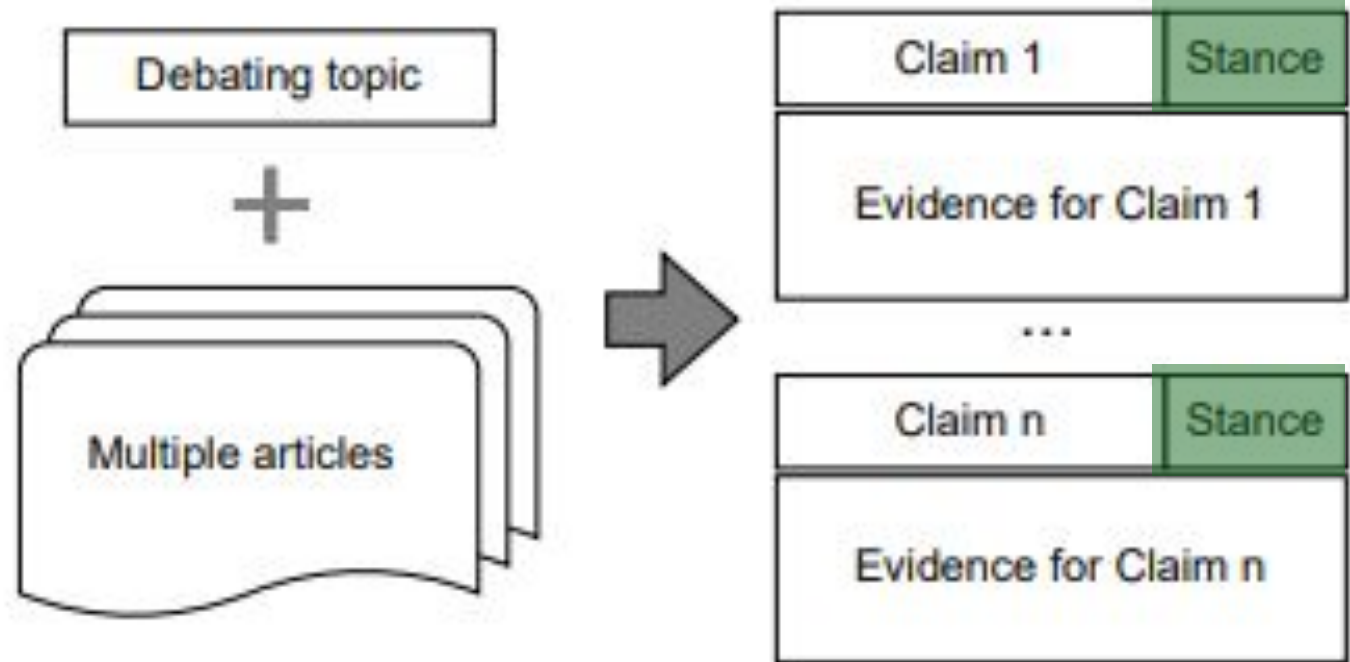 Debating topic
+
Multiple articles
Claim 1 Stance
Evidence for Claim 1
...
Claim n Stance
Evidence for Claim n